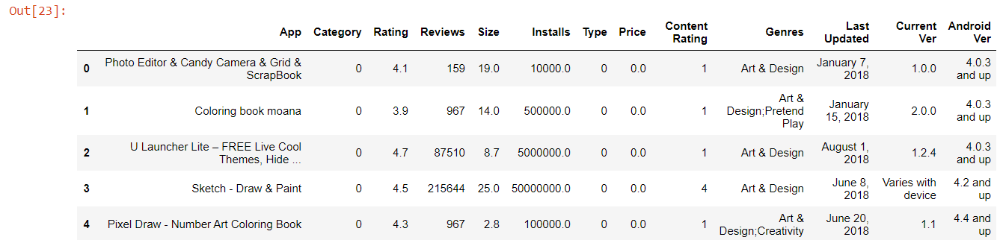 Out[23]:
App Category Rating Reviews Size Installs Type Price Content Rating Genres Last Updated Current Ver Android Ver
0 Photo Editor & Candy Camera & Grid & ScrapBook 0 4.1 159 19.0 10000.0 0 0.0 1 Art & Design January 7, 2018 1.0.0 4.0.3 and up
1 Coloring book moana 0 3.9 967 14.0 500000.0 0 0.0 1 Art & Design;Pretend Play January 15, 2018 2.0.0 4.0.3 and up
2 U Launcher Lite – FREE Live Cool Themes, Hide ... 0 4.7 87510 8.7 5000000.0 0 0.0 1 Art & Design August 1, 2018 1.2.4 4.0.3 and up
3 Sketch - Draw & Paint 0 4.5 215644 25.0 50000000.0 0 0.0 4 Art & Design June 8, 2018 Varies with device 4.2 and up
4 Pixel Draw - Number Art Coloring Book 0 4.3 967 2.8 100000.0 0 0.0 1 Art & Design;Creativity June 20, 2018 1.1 4.4 and up